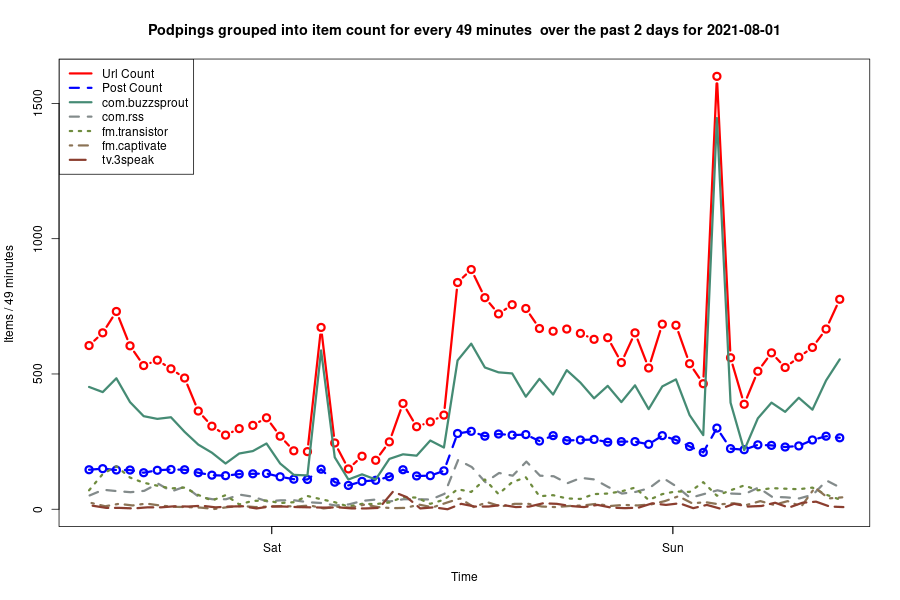 Podpings grouped into item count for every 49 minutes  over the past 2 days for 2021-08-01
Url Count
Post Count
com.buzzsprout
com.rss
fm.transistor
fm.captivate
tv.3speak
1500
1000
500
0
Items / 49 minutes
Sat
Sun
Time